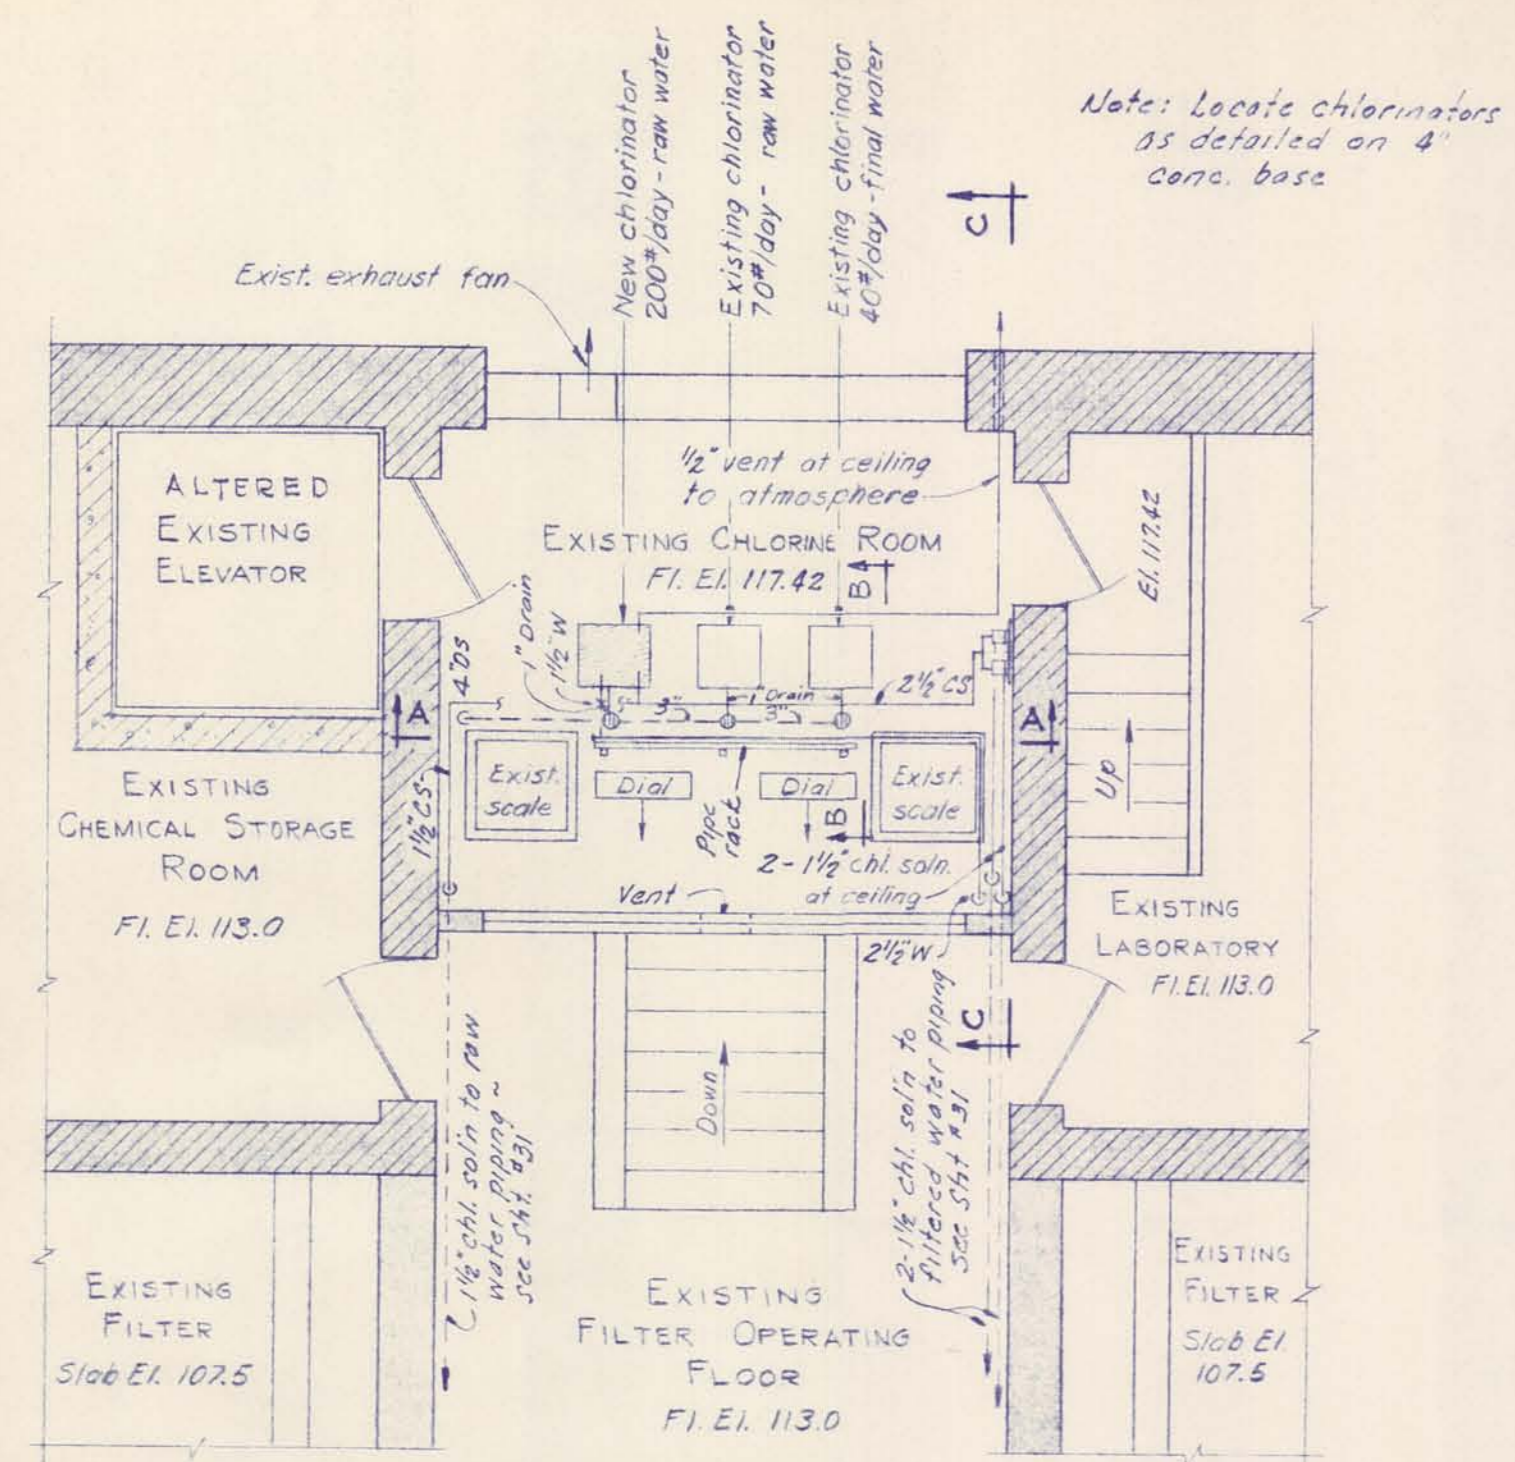 New chlorinator
200#/day - raw water
Existing chlorinator
70#/day - raw water
Existing chlorinator
40#/day - final water
Note: Locate chlorinators
as detailed on 4"
conc. base
C
Exist. exhaust fan
1/2" vent at ceiling
to atmosphere
ALTERED
EXISTING
ELEVATOR
EXISTING CHLORINE ROOM
Fl. El. 117.42
B
El. 117.42
1" Drain
1 1/2" W
4" DS
1" Drain
2 1/2" CS
3"
3"
A
A
Exist.
scale
Dial
Dial
Exist.
scale
Up
EXISTING
CHEMICAL STORAGE
ROOM
Fl. El. 113.0
1 1/2" CS
Pipe
rack
B
2 - 1 1/2" chl. soln.
at ceiling
Vent
2 1/2" W
EXISTING
LABORATORY
Fl. El. 113.0
C
Down
1 1/2" chl. soln to raw
water piping ~
see Sht. #31
2 - 1 1/2" chl. soln to
filtered water piping
see Sht #31
EXISTING
FILTER
Slab El. 107.5
EXISTING
FILTER OPERATING
FLOOR
Fl. El. 113.0
EXISTING
FILTER
Slab El.
107.5